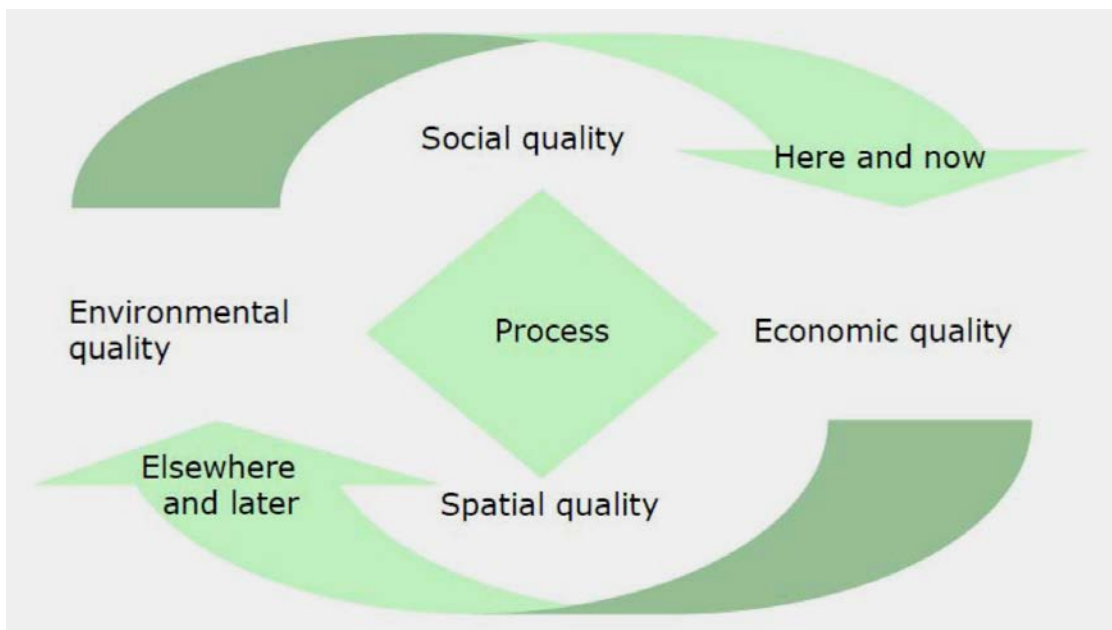 Social quality
Here and now
Environmental
quality
Process
Economic quality
Elsewhere
and later
Spatial quality